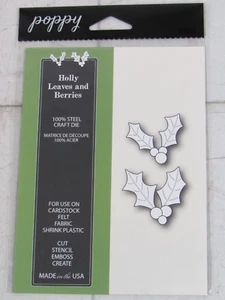 poppy
Holly
Leaves and
Berries
100% STEEL
CRAFT DIE
MATRICE DE DÉCOUPE
100% ACIER
FOR USE ON
CARDSTOCK
FELT
FABRIC
SHRINK PLASTIC
CUT
STENCIL
EMBOSS
CREATE
MADE in the USA